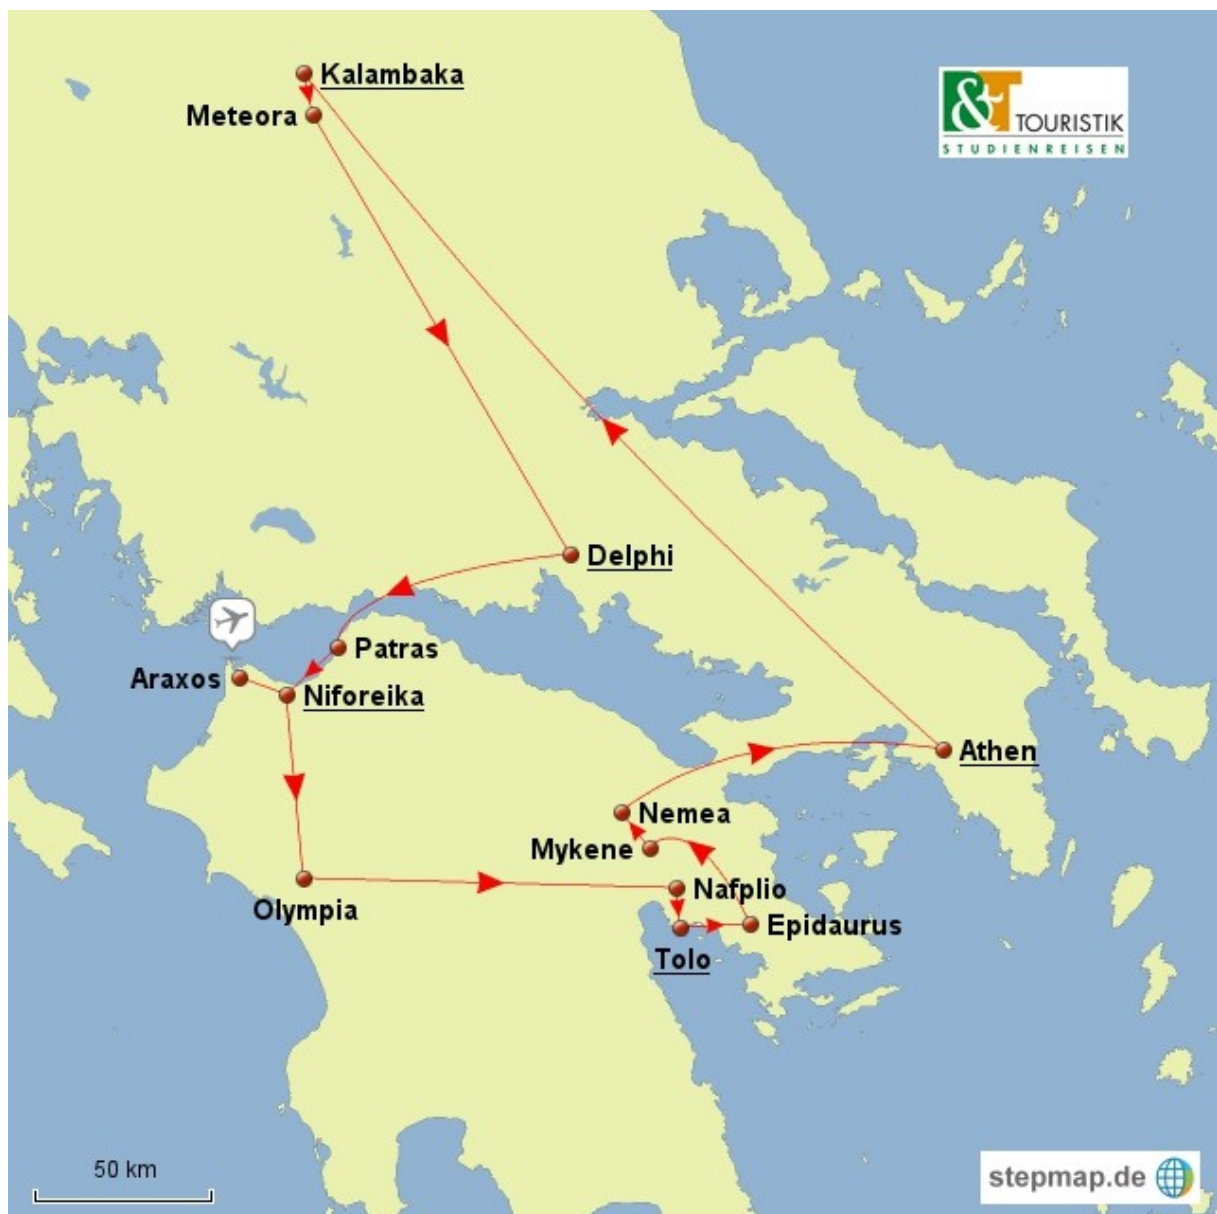 Kalambaka
Meteora
&T TOURISTIK
STUDIENREISEN
Delphi
Patras
Araxos
Niforeika
Athen
Nemea
Mykene
Nafplio
Olympia
Epidaurus
Tolo
50 km
stepmap.de